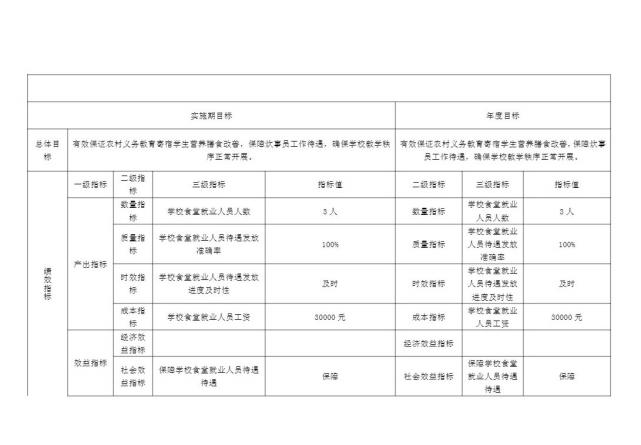 实施期目标 年度目标
总体目 有效保证农村义务教育寄宿学生营养膳食改善，保障炊事员工作待遇，确保学校教学秩 有效保证农村义务教育寄宿学生营养膳食改善，保障炊事
标 序正常开展。 员工作待遇，确保学校教学秩序正常开展。
绩效指标
一级指标 二级指 三级指标 指标值 二级指标 三级指标 指标值
标
产出指标
数量指 学校食堂就业人员人数 3人 数量指标 学校食堂就业
标 人员人数 3人
质量指 学校食堂就业人员待遇发放 100% 质量指标 学校食堂就业
标 准确率 人员待遇发放
准确率 100%
时效指 学校食堂就业人员待遇发放 及时 时效指标 学校食堂就业
标 进度及时性 人员待遇发放
进度及时性 及时
成本指 学校食堂就业人员工资 30000元 成本指标 学校食堂就业
标 人员工资 30000元
效益指标
经济效 经济效益指标
益指标
社会效 保障学校食堂就业人员待遇 保障 社会效益指标 保障学校食堂
益指标 待遇 就业人员待遇
待遇 保障